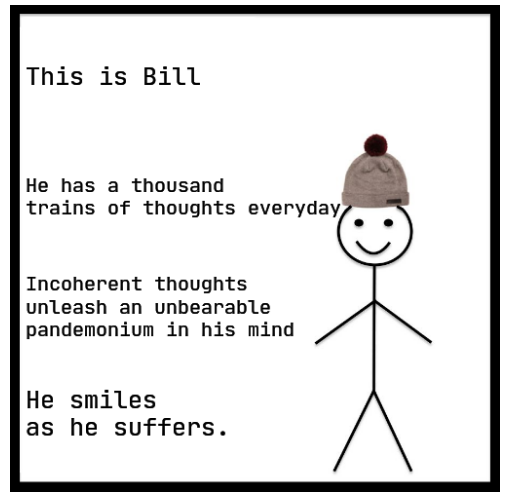 This is Bill
He has a thousand
trains of thoughts everyday
Incoherent thoughts
unleash an unbearable
pandemonium in his mind
He smiles
as he suffers.